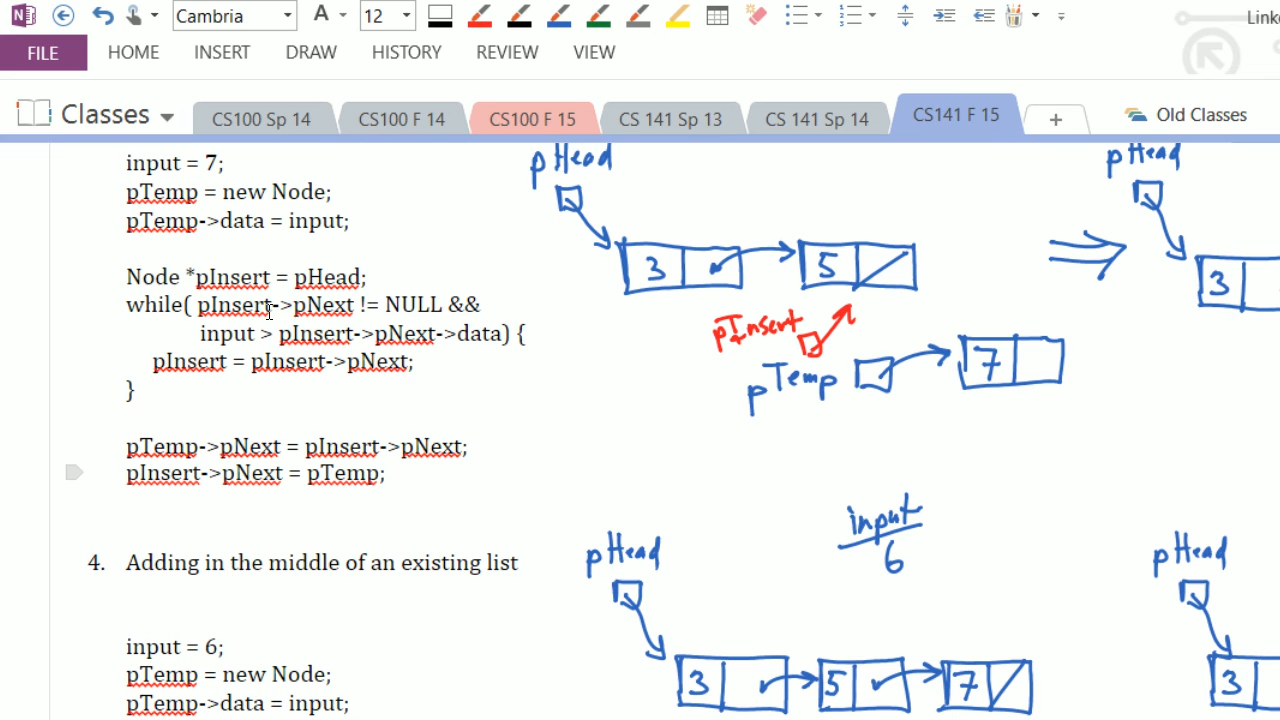 Cambria
A
12
Link
FILE
HOME
INSERT
DRAW
HISTORY
REVIEW
VIEW
Classes
CS100 Sp 14
CS100 F 14
CS100 F 15
CS 141 Sp 13
CS 141 Sp 14
CS141 F 15
+
Old Classes
input = 7;
pTemp = new Node;
pTemp->data = input;
Node *pInsert = pHead;
while( pInsert->pNext != NULL &&
input > pInsert->pNext->data) {
pInsert = pInsert->pNext;
}
pTemp->pNext = pInsert->pNext;
pInsert->pNext = pTemp;
pHead
3
5
pInsert
pTemp
7
pHead
3
4. Adding in the middle of an existing list
input = 6;
pTemp = new Node;
pTemp->data = input;
input
6
pHead
3
5
7
pHead
3